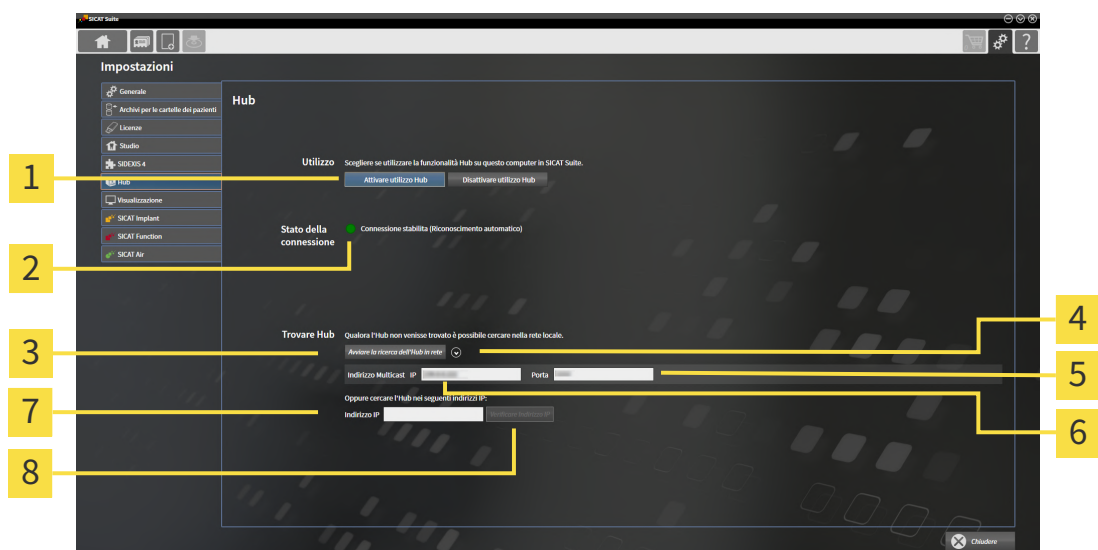 SICAT Suite
?
Impostazioni
Generale
Archivi per le cartelle dei pazienti
Licenze
Studio
SIDEXIS 4
Hub
Visualizzazione
SICAT Implant
SICAT Function
SICAT Air
Hub
Utilizzo Scegliere se utilizzare la funzionalità Hub su questo computer in SICAT Suite.
Attivare utilizzo Hub Disattivare utilizzo Hub
Stato della connessione
Connessione stabilita (Riconoscimento automatico)
Trovare Hub Qualora l'Hub non venisse trovato è possibile cercare nella rete locale.
Avviare la ricerca dell'Hub in rete
Indirizzo Multicast IP Porta
Oppure cercare l'Hub nei seguenti indirizzi IP:
Indirizzo IP Verificare indirizzo IP
Chiudere
1
2
3
7
8
4
5
6